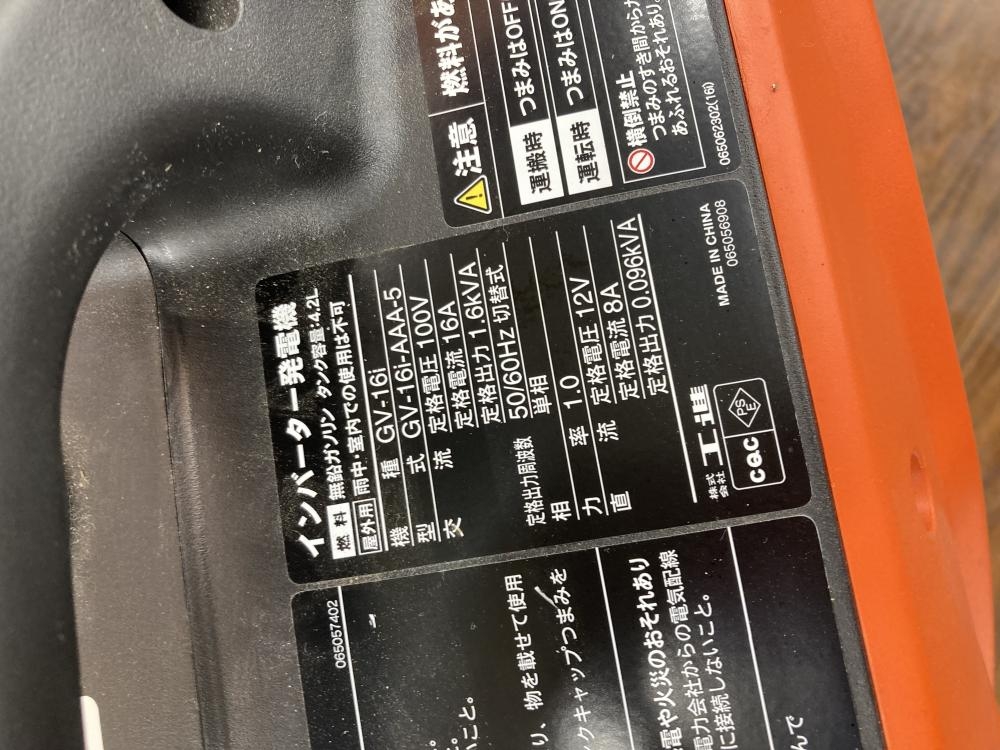 注意
燃料があ
運搬時 つまみはOFF
運転時 つまみはON
横倒禁止
つまみのすき間から
あふれるおそれあり
065062302(16i)
インバーター発電機
燃料 無鉛ガソリン タンク容量:4.2L
屋外用 雨中・室内での使用は不可
機種 GV-16i
型式 GV-16i-AAA-5
交流 定格電圧 100V
定格電流 16A
定格出力 1.6kVA
定格出力周波数 50/60Hz 切替式
相 単相
力率 1.0
直流 定格電圧 12V
定格電流 8A
定格出力 0.096kVA
株式会社 工進
MADE IN CHINA
065056908
cqc
PSE
065057402
こと。
り、物を載せて使用
ンクキャップつまみを
電や火災のおそれあり
電力会社からの電気配線
に接続しないこと。
んで